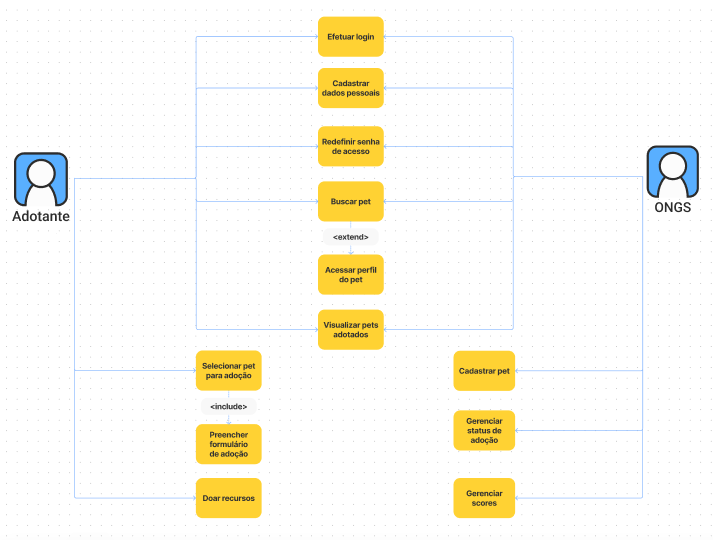 Efetuar login
Cadastrar
dados pessoais
Redefinir senha
de acesso
Adotante
ONGS
Buscar pet
<extend>
Acessar perfil
do pet
Visualizar pets
adotados
Selecionar pet
para adoção
Cadastrar pet
<include>
Preencher
formulário
de adoção
Gerenciar
status de
adoção
Doar recursos
Gerenciar
scores